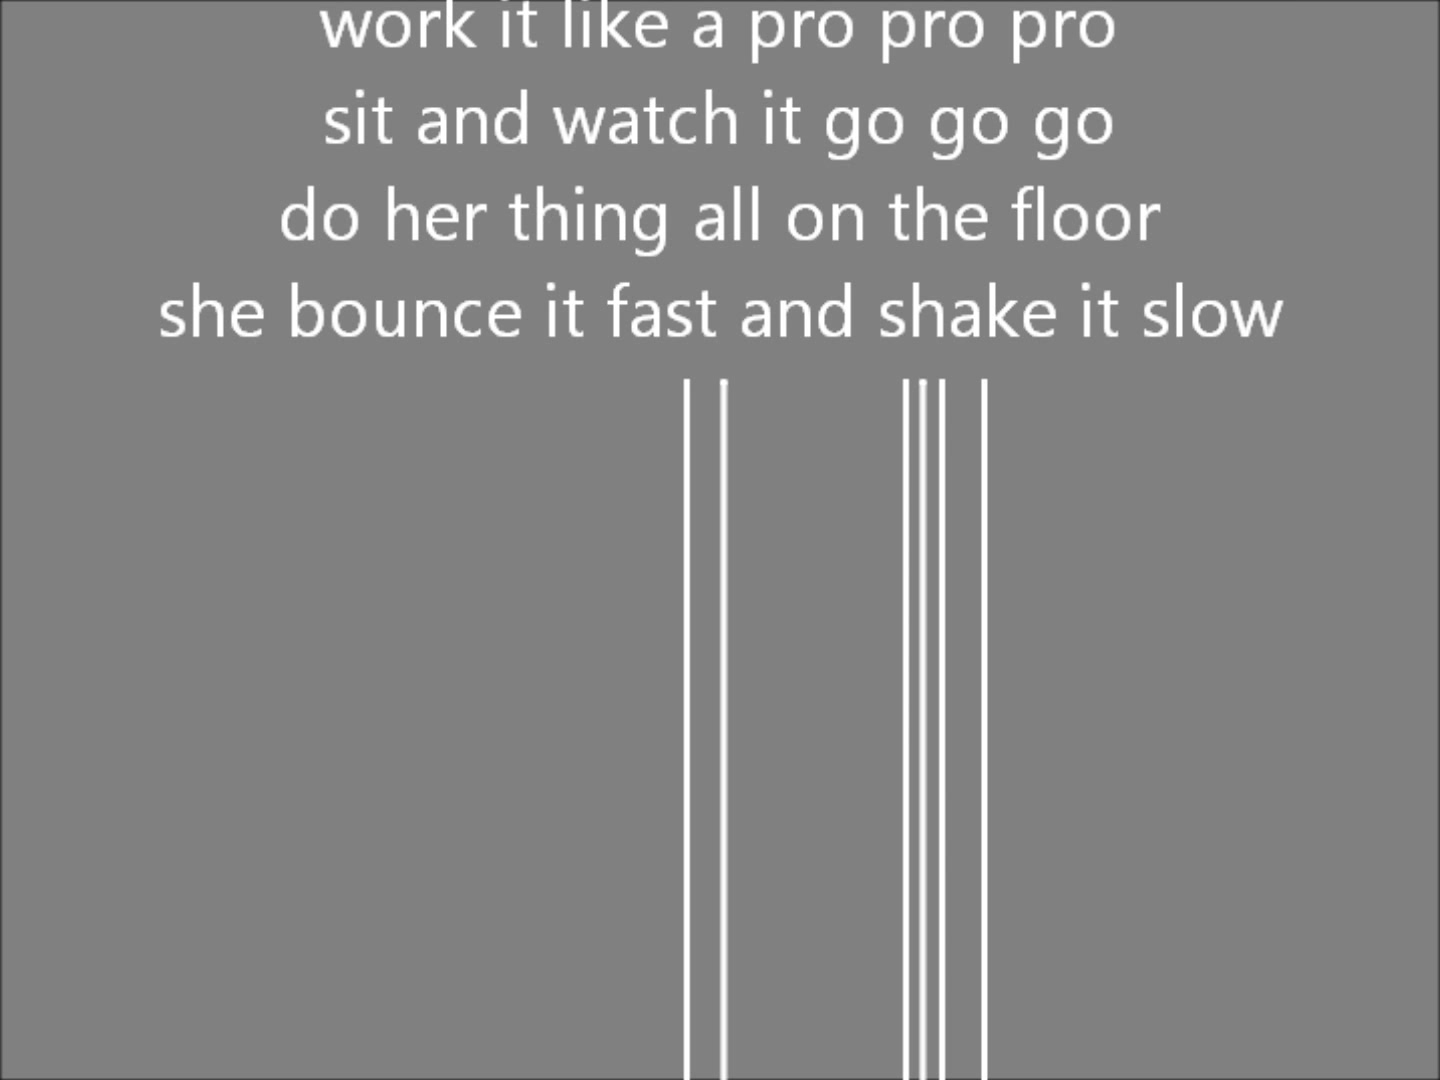 work it like a pro pro pro
sit and watch it go go go
do her thing all on the floor
she bounce it fast and shake it slow